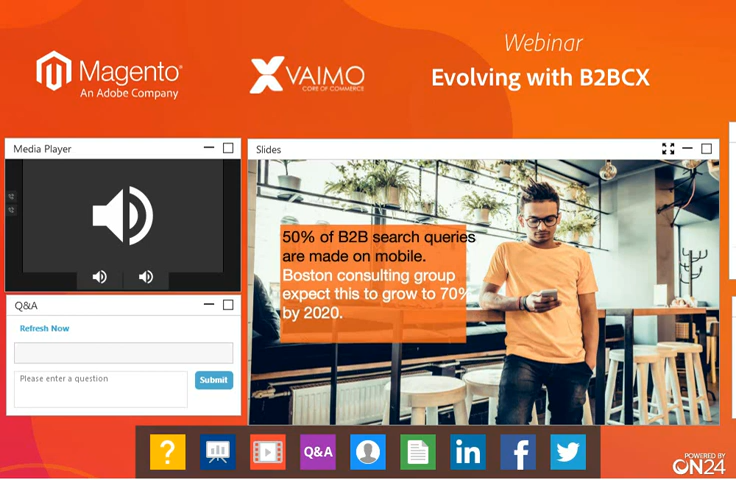 Webinar
Magento®
An Adobe Company
VAIMO
CORE OF COMMERCE
Evolving with B2BCX
Media Player
Slides
50% of B2B search queries
are made on mobile.
Boston consulting group
expect this to grow to 70%
by 2020.
Q&A
Refresh Now
Please enter a question
Submit
?
Q&A
in
f
POWERED BY
ON24